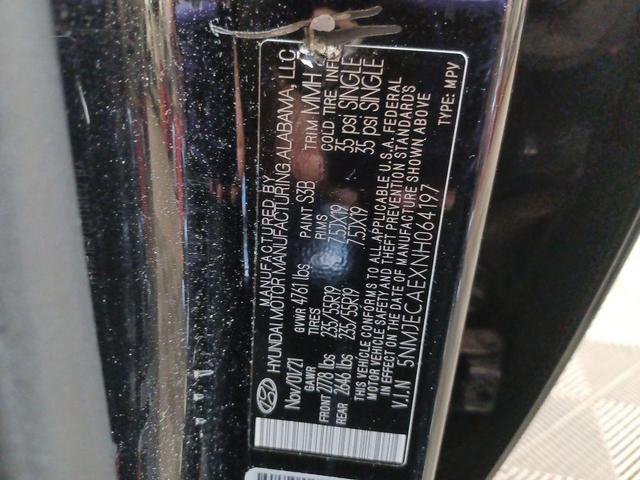 MANUFACTURED BY
HYUNDAI MOTOR MANUFACTURING ALABAMA, LLC
Nov/01/21 GVWR 4761 lbs PAINT S3B TRIM MMH
GAWR TIRES RIMS COLD TIRE INF
FRONT 2778 lbs 235/55R19 7.5JX19 35 psi SINGLE
REAR 2646 lbs 235/55R19 7.5JX19 35 psi SINGLE
THIS VEHICLE CONFORMS TO ALL APPLICABLE U.S.A. FEDERAL
MOTOR VEHICLE SAFETY AND THEFT PREVENTION STANDARDS
IN EFFECT ON THE DATE OF MANUFACTURE SHOWN ABOVE
V.I.N 5NMJECAEXNH064197 TYPE: MPV